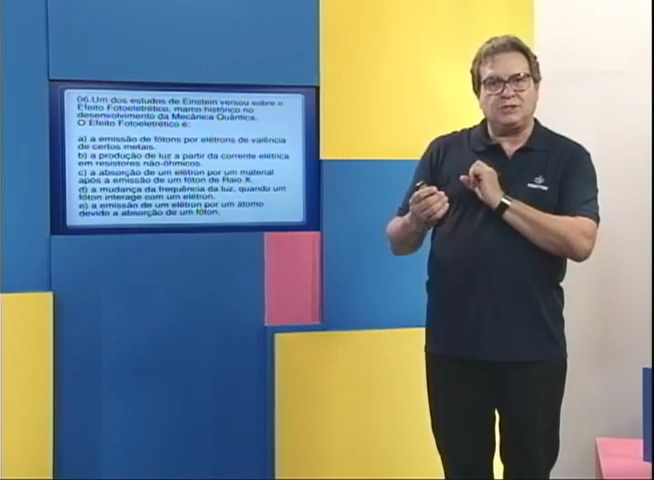 06.Um dos estudos de Einstein versou sobre o
Efeito Fotoeletrético, marco histórico no
desenvolvimento da Mecânica Quântica.
O Efeito Fotoeletrético é:
a) a emissão de fótons por elétrons de valência
de certos metais.
b) a produção de luz a partir da corrente elétrica
em resistores não-ôhmicos.
c) a absorção de um elétron por um material
após a emissão de um fóton de Raio X.
d) a mudança da frequência da luz, quando um
fóton interage com um elétron.
e) a emissão de um elétron por um átomo
devido a absorção de um fóton.